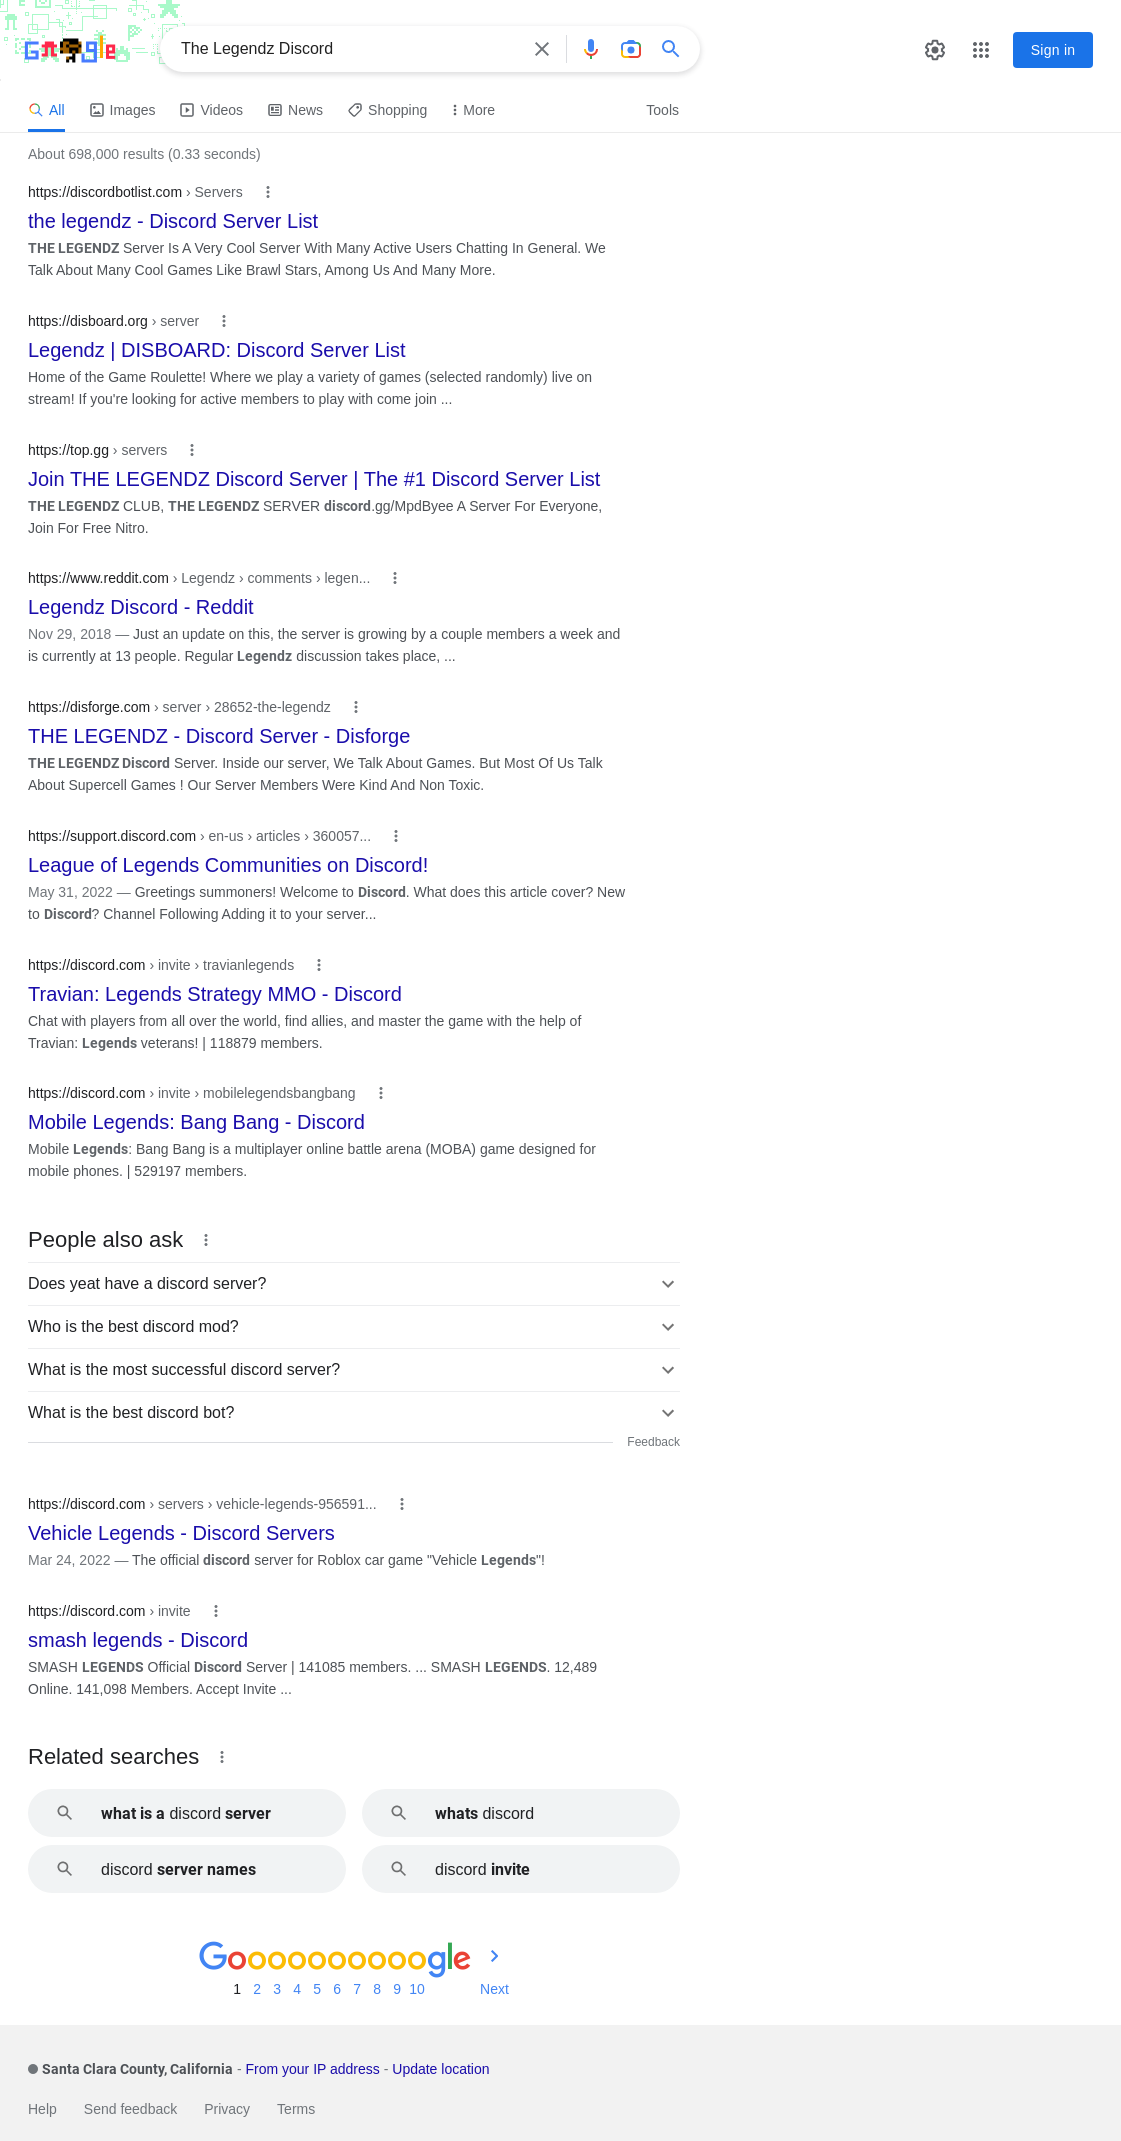 The Legendz Discord
Sign in
All Images Videos News Shopping More Tools
About 698,000 results (0.33 seconds)
https://discordbotlist.com › Servers
the legendz - Discord Server List
THE LEGENDZ Server Is A Very Cool Server With Many Active Users Chatting In General. We
Talk About Many Cool Games Like Brawl Stars, Among Us And Many More.
https://disboard.org › server
Legendz | DISBOARD: Discord Server List
Home of the Game Roulette! Where we play a variety of games (selected randomly) live on
stream! If you're looking for active members to play with come join ...
https://top.gg › servers
Join THE LEGENDZ Discord Server | The #1 Discord Server List
THE LEGENDZ CLUB, THE LEGENDZ SERVER discord.gg/MpdByee A Server For Everyone,
Join For Free Nitro.
https://www.reddit.com › Legendz › comments › legen...
Legendz Discord - Reddit
Nov 29, 2018 — Just an update on this, the server is growing by a couple members a week and
is currently at 13 people. Regular Legendz discussion takes place, ...
https://disforge.com › server › 28652-the-legendz
THE LEGENDZ - Discord Server - Disforge
THE LEGENDZ Discord Server. Inside our server, We Talk About Games. But Most Of Us Talk
About Supercell Games ! Our Server Members Were Kind And Non Toxic.
https://support.discord.com › en-us › articles › 360057...
League of Legends Communities on Discord!
May 31, 2022 — Greetings summoners! Welcome to Discord. What does this article cover? New
to Discord? Channel Following Adding it to your server...
https://discord.com › invite › travianlegends
Travian: Legends Strategy MMO - Discord
Chat with players from all over the world, find allies, and master the game with the help of
Travian: Legends veterans! | 118879 members.
https://discord.com › invite › mobilelegendsbangbang
Mobile Legends: Bang Bang - Discord
Mobile Legends: Bang Bang is a multiplayer online battle arena (MOBA) game designed for
mobile phones. | 529197 members.
People also ask
Does yeat have a discord server?
Who is the best discord mod?
What is the most successful discord server?
What is the best discord bot?
Feedback
https://discord.com › servers › vehicle-legends-956591...
Vehicle Legends - Discord Servers
Mar 24, 2022 — The official discord server for Roblox car game "Vehicle Legends"!
https://discord.com › invite
smash legends - Discord
SMASH LEGENDS Official Discord Server | 141085 members. ... SMASH LEGENDS. 12,489
Online. 141,098 Members. Accept Invite ...
Related searches
what is a discord server
whats discord
discord server names
discord invite
Goooooooooogle
1 2 3 4 5 6 7 8 9 10 Next
Santa Clara County, California - From your IP address - Update location
Help Send feedback Privacy Terms